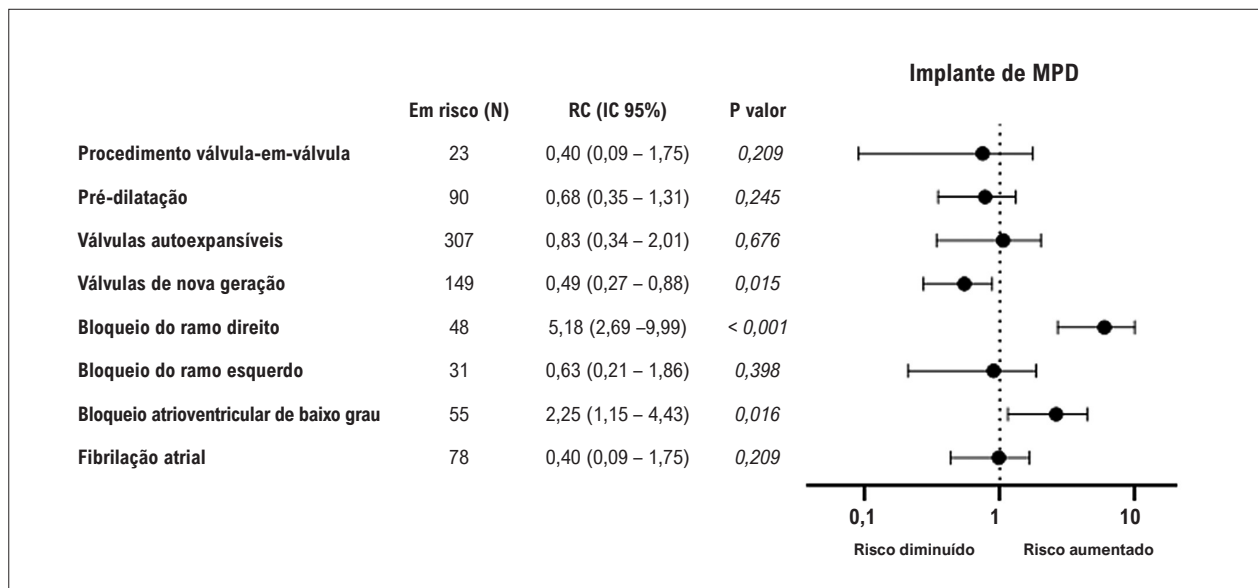 Implante de MPD
Em risco (N) RC (IC 95%) P valor
Procedimento válvula-em-válvula 23 0,40 (0,09 – 1,75) 0,209
Pré-dilatação 90 0,68 (0,35 – 1,31) 0,245
Válvulas autoexpansíveis 307 0,83 (0,34 – 2,01) 0,676
Válvulas de nova geração 149 0,49 (0,27 – 0,88) 0,015
Bloqueio do ramo direito 48 5,18 (2,69 –9,99) < 0,001
Bloqueio do ramo esquerdo 31 0,63 (0,21 – 1,86) 0,398
Bloqueio atrioventricular de baixo grau 55 2,25 (1,15 – 4,43) 0,016
Fibrilação atrial 78 0,40 (0,09 – 1,75) 0,209
0,1 1 10
Risco diminuído Risco aumentado